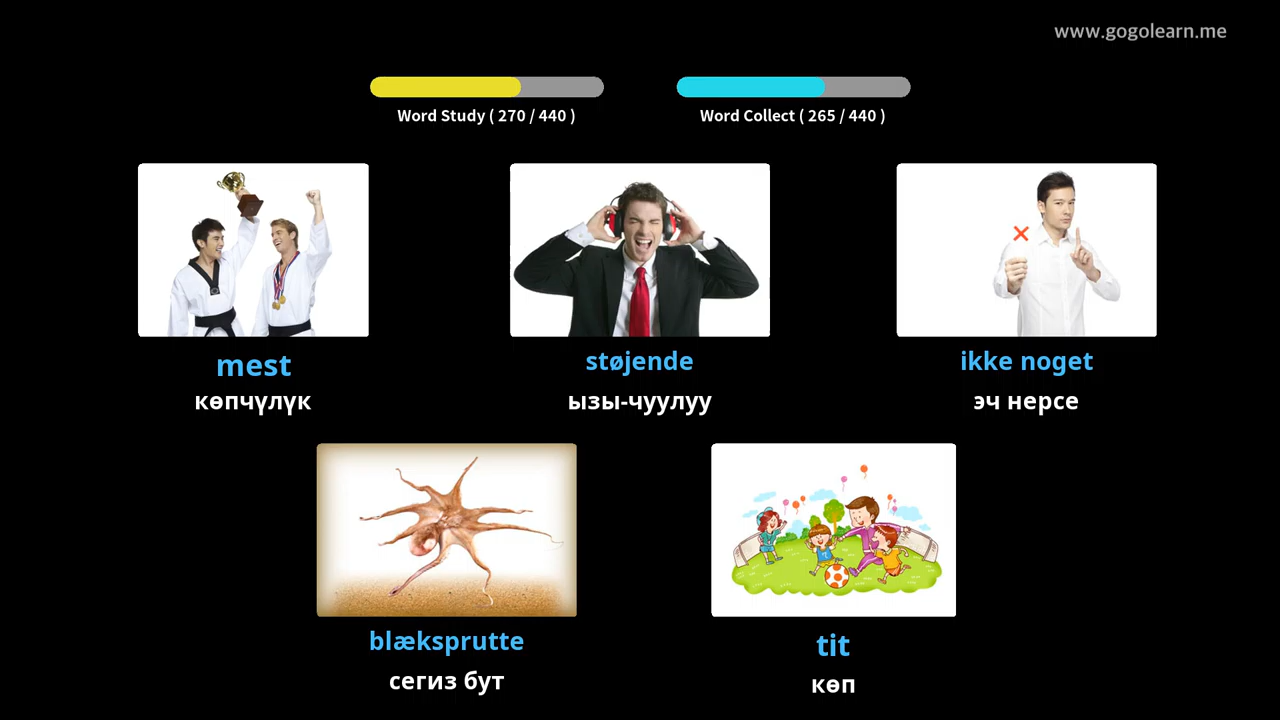 www.gogolearn.me
Word Study ( 270 / 440 )
Word Collect ( 265 / 440 )
mest
støjende
ikke noget
көпчүлүк
ызы-чуулуу
эч нерсе
blæksprutte
tit
сегиз бут
көп